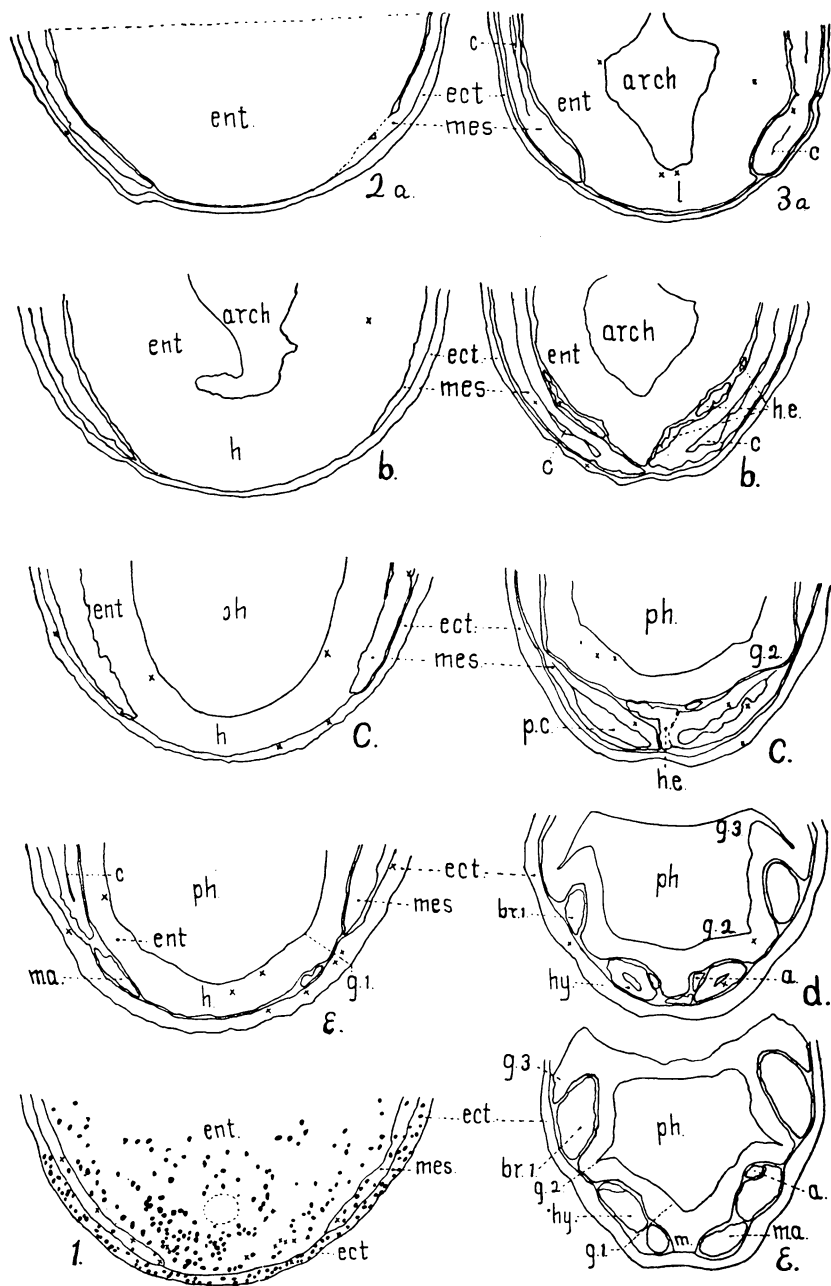 c
arch
ect
ent.
ent
mes
c
2a.
l
3a
arch
arch
ent
ect
ent
mes
h.e.
c
c
h
b.
b.
ent
ph
ph.
ect.
g.2
mes
p.c.
h
C.
C.
h.e.
g.3
c
ph
ect.
ph
mes
br.1
ent
g.2
ma.
hy
a.
h.
g.1.
ε.
d.
g.3
ent.
ect.
ph.
mes.
br.1
a.
g.2
hy
ma.
m.
1.
ect
g.1
ε.